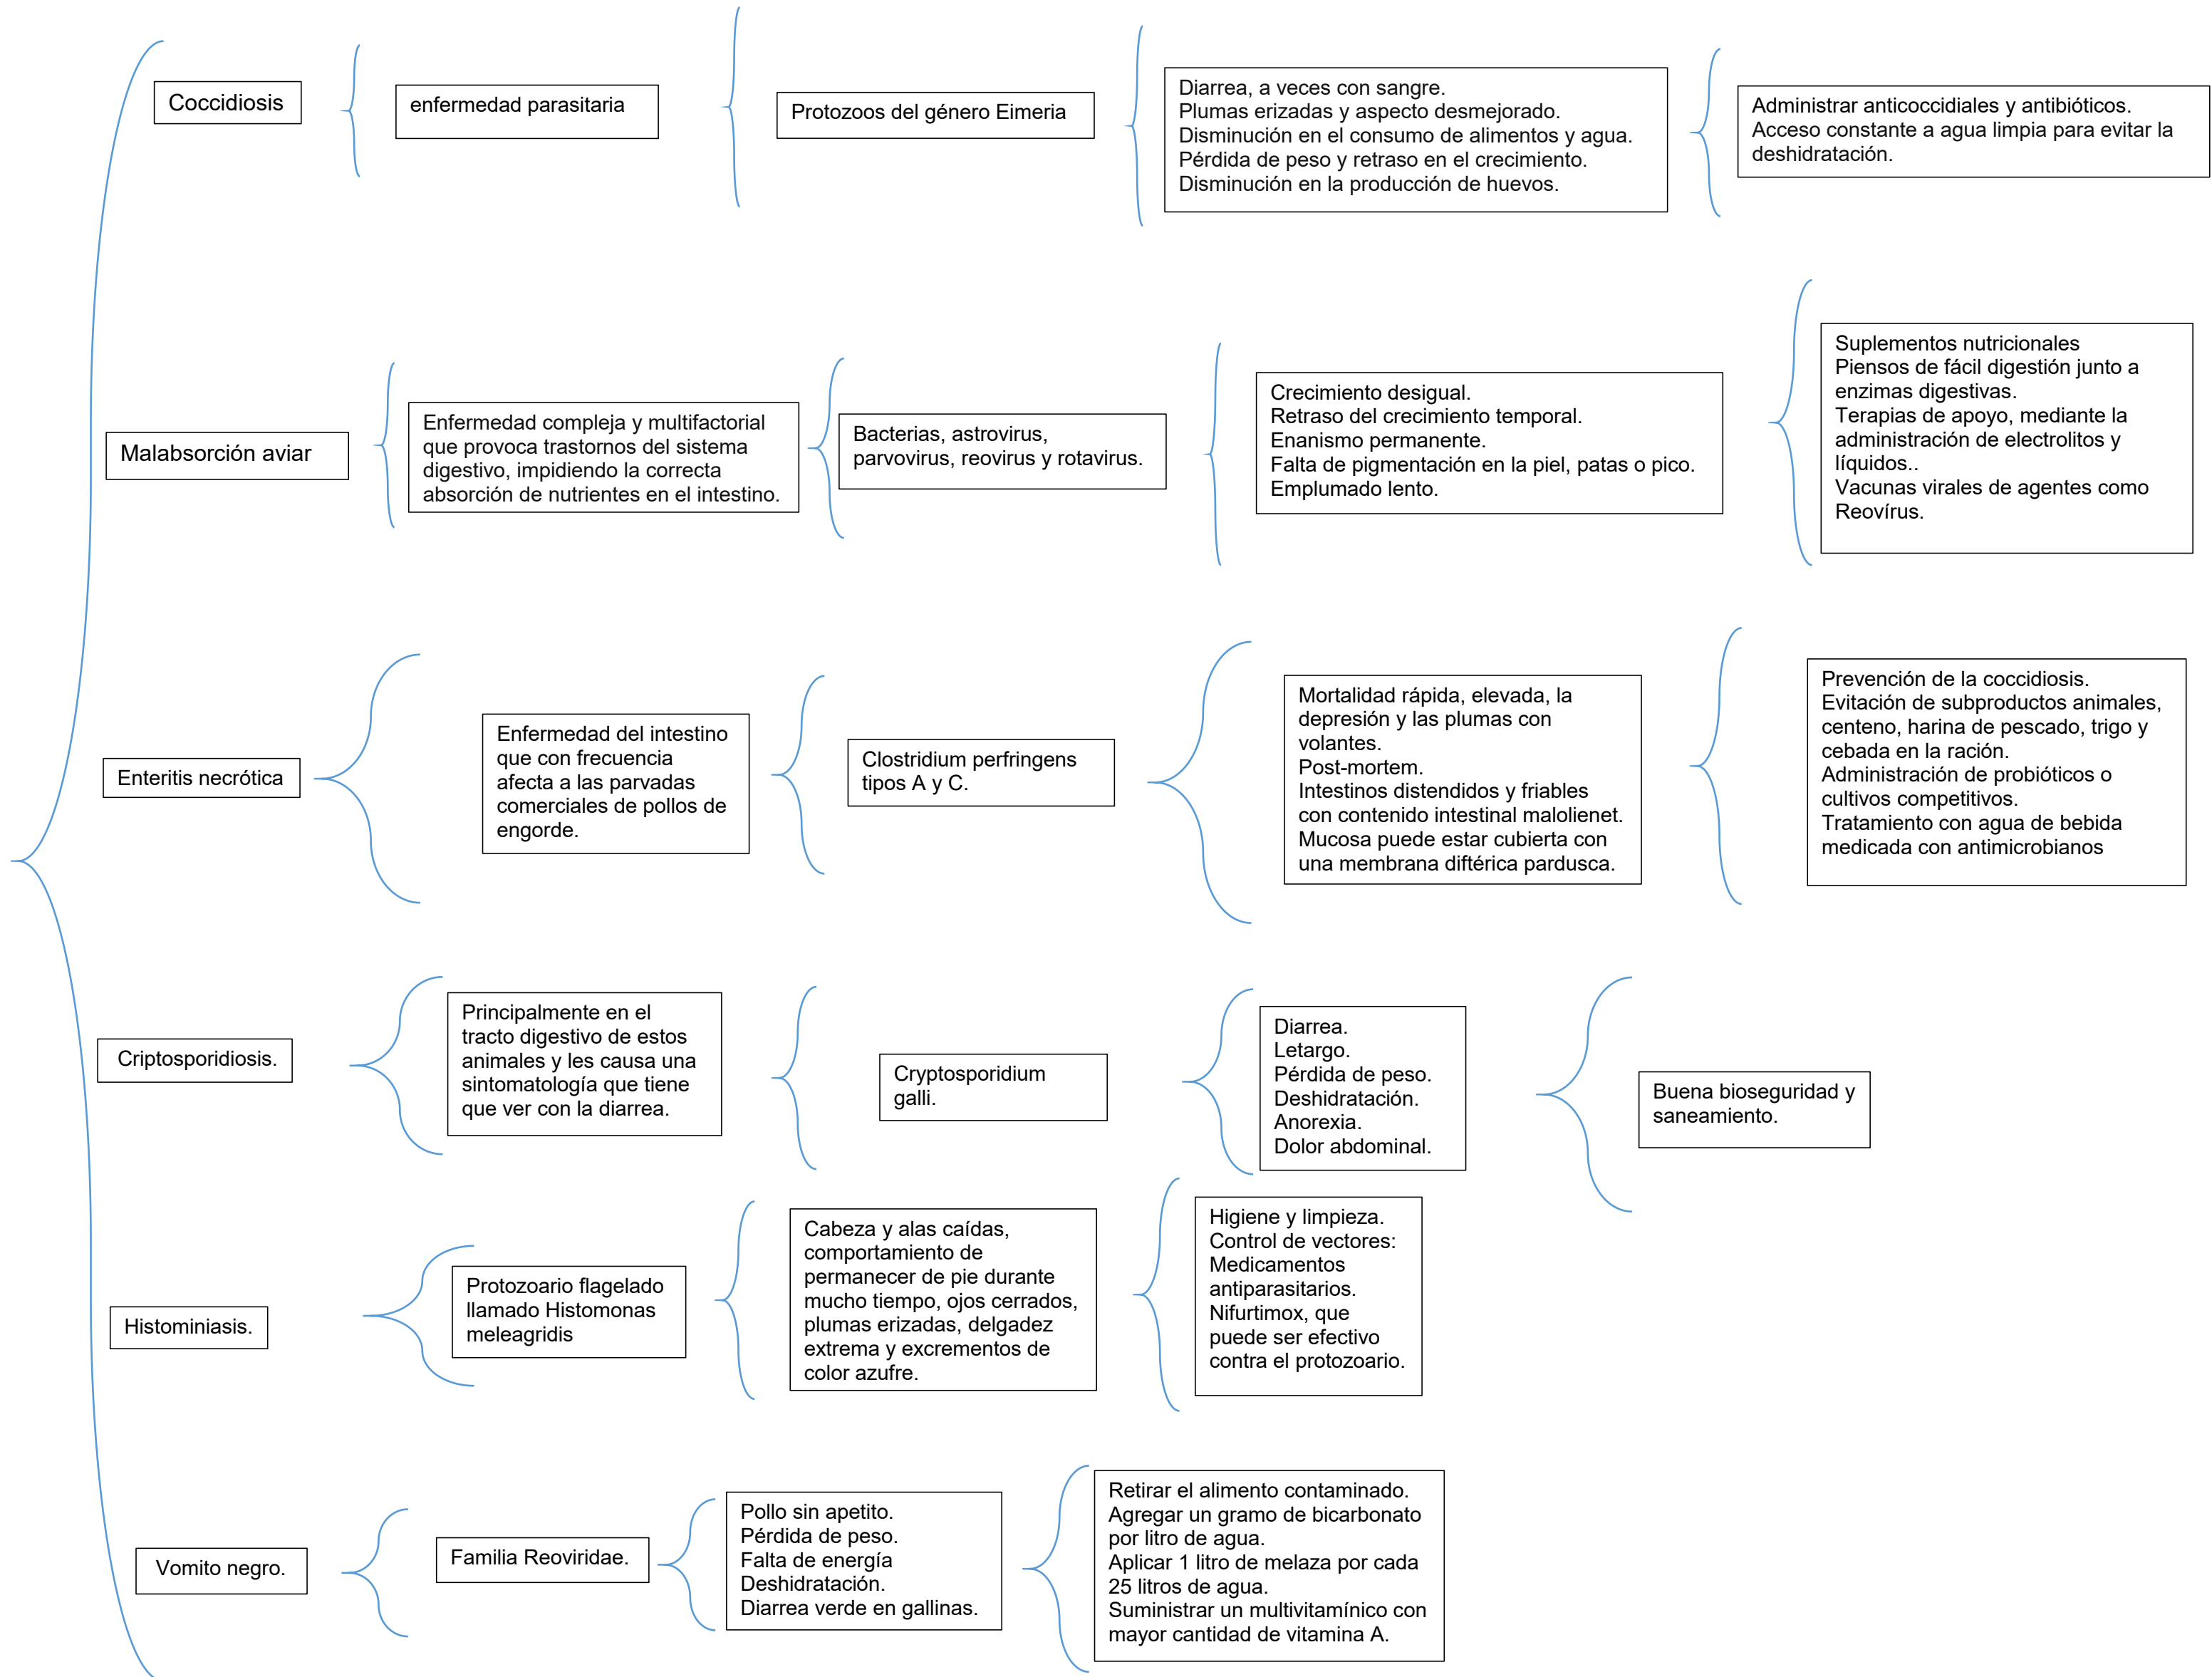 Coccidiosis
enfermedad parasitaria
Protozoos del género Eimeria
Diarrea, a veces con sangre.
Plumas erizadas y aspecto desmejorado.
Disminución en el consumo de alimentos y agua.
Pérdida de peso y retraso en el crecimiento.
Disminución en la producción de huevos.
Administrar anticoccidiales y antibióticos.
Acceso constante a agua limpia para evitar la
deshidratación.
Malabsorción aviar
Enfermedad compleja y multifactorial
que provoca trastornos del sistema
digestivo, impidiendo la correcta
absorción de nutrientes en el intestino.
Bacterias, astrovirus,
parvovirus, reovirus y rotavirus.
Crecimiento desigual.
Retraso del crecimiento temporal.
Enanismo permanente.
Falta de pigmentación en la piel, patas o pico.
Emplumado lento.
Suplementos nutricionales
Piensos de fácil digestión junto a
enzimas digestivas.
Terapias de apoyo, mediante la
administración de electrolitos y
líquidos..
Vacunas virales de agentes como
Reovírus.
Enteritis necrótica
Enfermedad del intestino
que con frecuencia
afecta a las parvadas
comerciales de pollos de
engorde.
Clostridium perfringens
tipos A y C.
Mortalidad rápida, elevada, la
depresión y las plumas con
volantes.
Post-mortem.
Intestinos distendidos y friables
con contenido intestinal malolienet.
Mucosa puede estar cubierta con
una membrana diftérica pardusca.
Prevención de la coccidiosis.
Evitación de subproductos animales,
centeno, harina de pescado, trigo y
cebada en la ración.
Administración de probióticos o
cultivos competitivos.
Tratamiento con agua de bebida
medicada con antimicrobianos
Criptosporidiosis.
Principalmente en el
tracto digestivo de estos
animales y les causa una
sintomatología que tiene
que ver con la diarrea.
Cryptosporidium
galli.
Diarrea.
Letargo.
Pérdida de peso.
Deshidratación.
Anorexia.
Dolor abdominal.
Buena bioseguridad y
saneamiento.
Histominiasis.
Protozoario flagelado
llamado Histomonas
meleagridis
Cabeza y alas caídas,
comportamiento de
permanecer de pie durante
mucho tiempo, ojos cerrados,
plumas erizadas, delgadez
extrema y excrementos de
color azufre.
Higiene y limpieza.
Control de vectores:
Medicamentos
antiparasitarios.
Nifurtimox, que
puede ser efectivo
contra el protozoario.
Vomito negro.
Familia Reoviridae.
Pollo sin apetito.
Pérdida de peso.
Falta de energía
Deshidratación.
Diarrea verde en gallinas.
Retirar el alimento contaminado.
Agregar un gramo de bicarbonato
por litro de agua.
Aplicar 1 litro de melaza por cada
25 litros de agua.
Suministrar un multivitamínico con
mayor cantidad de vitamina A.